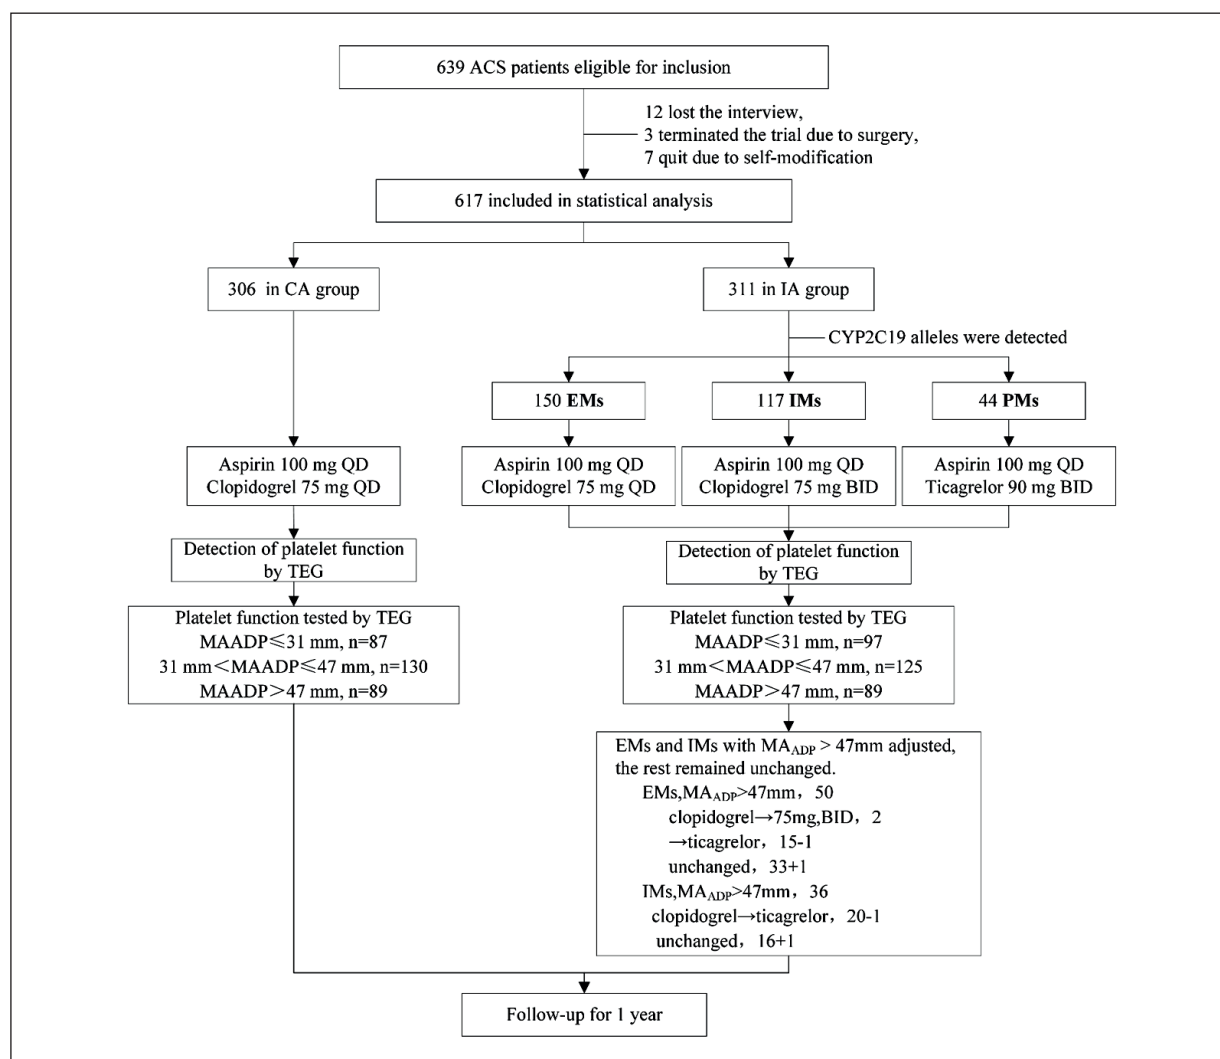 639 ACS patients eligible for inclusion
12 lost the interview,
3 terminated the trial due to surgery,
7 quit due to self-modification
617 included in statistical analysis
306 in CA group
311 in IA group
CYP2C19 alleles were detected
150 EMs
117 IMs
44 PMs
Aspirin 100 mg QD
Clopidogrel 75 mg QD
Aspirin 100 mg QD
Clopidogrel 75 mg QD
Aspirin 100 mg QD
Clopidogrel 75 mg BID
Aspirin 100 mg QD
Ticagrelor 90 mg BID
Detection of platelet function
by TEG
Detection of platelet function
by TEG
Platelet function tested by TEG
MAADP≤31 mm, n=87
31 mm<MAADP≤47 mm, n=130
MAADP>47 mm, n=89
Platelet function tested by TEG
MAADP≤31 mm, n=97
31 mm<MAADP≤47 mm, n=125
MAADP>47 mm, n=89
EMs and IMs with MAADP > 47mm adjusted,
the rest remained unchanged.
EMs,MAADP>47mm，50
clopidogrel→75mg,BID，2
→ticagrelor，15-1
unchanged，33+1
IMs,MAADP>47mm，36
clopidogrel→ticagrelor，20-1
unchanged，16+1
Follow-up for 1 year